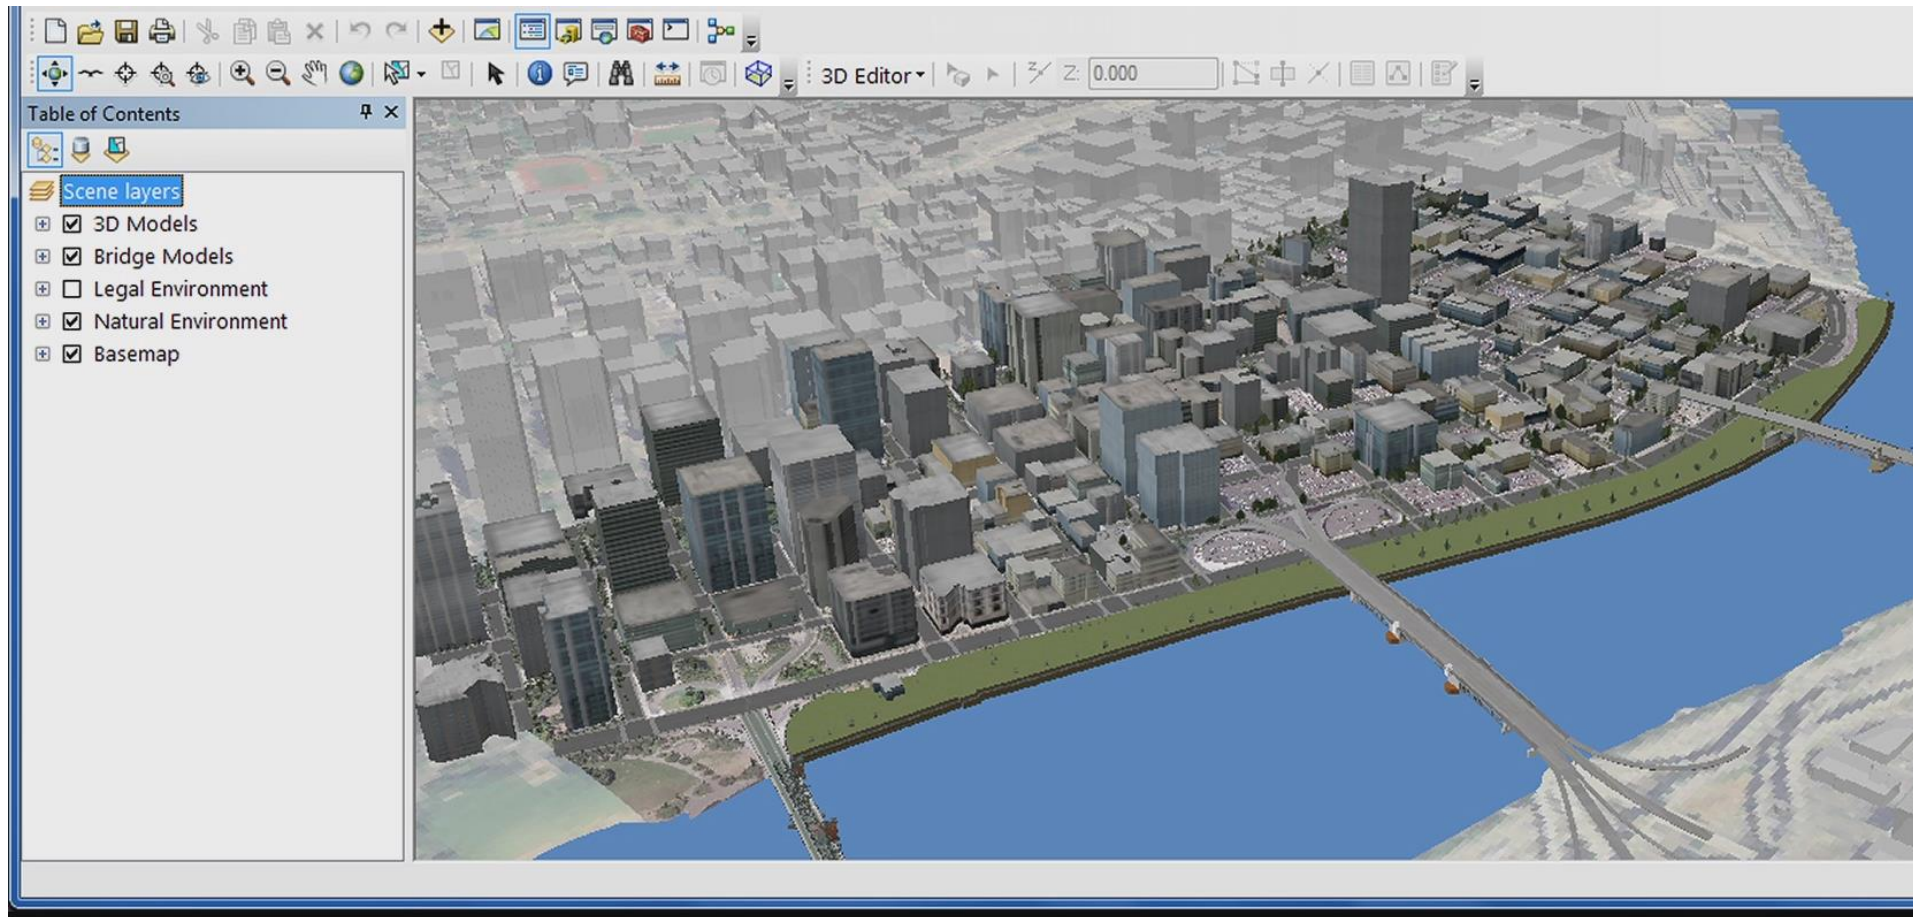 3D Editor
Z: 0.000
Table of Contents
Scene layers
3D Models
Bridge Models
Legal Environment
Natural Environment
Basemap